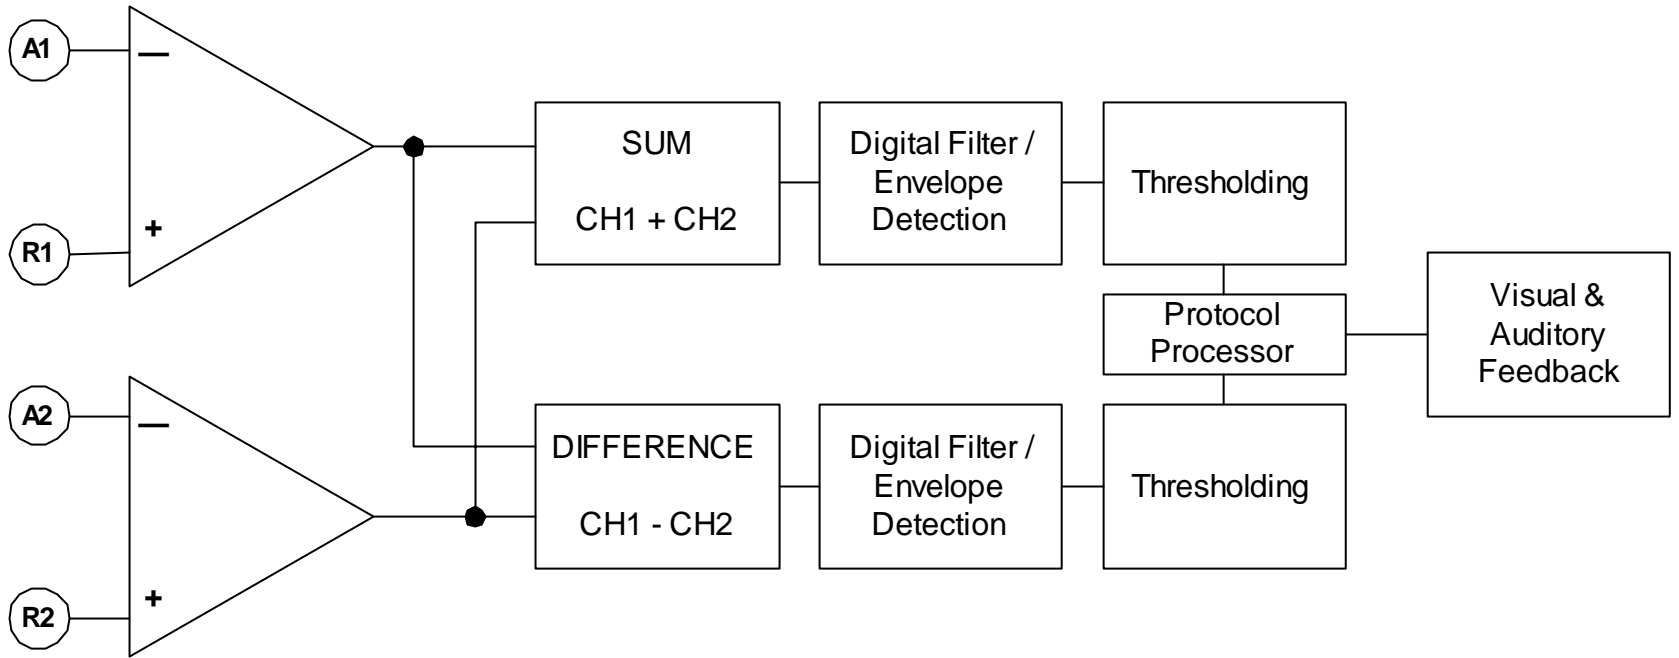 A1
R1
+
SUM
CH1 + CH2
Digital Filter /
Envelope
Detection
Thresholding
Protocol
Processor
Visual &
Auditory
Feedback
A2
R2
+
DIFFERENCE
CH1 - CH2
Digital Filter /
Envelope
Detection
Thresholding